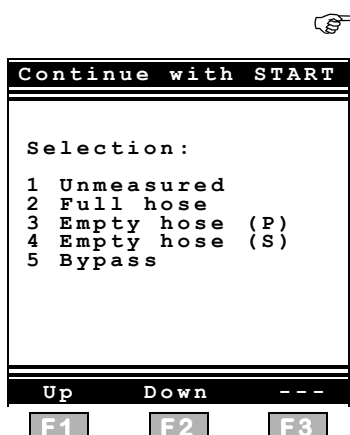 Continue with START
Selection:
1 Unmeasured
2 Full hose
3 Empty hose (P)
4 Empty hose (S)
5 Bypass
Up Down ---
F1 F2 F3